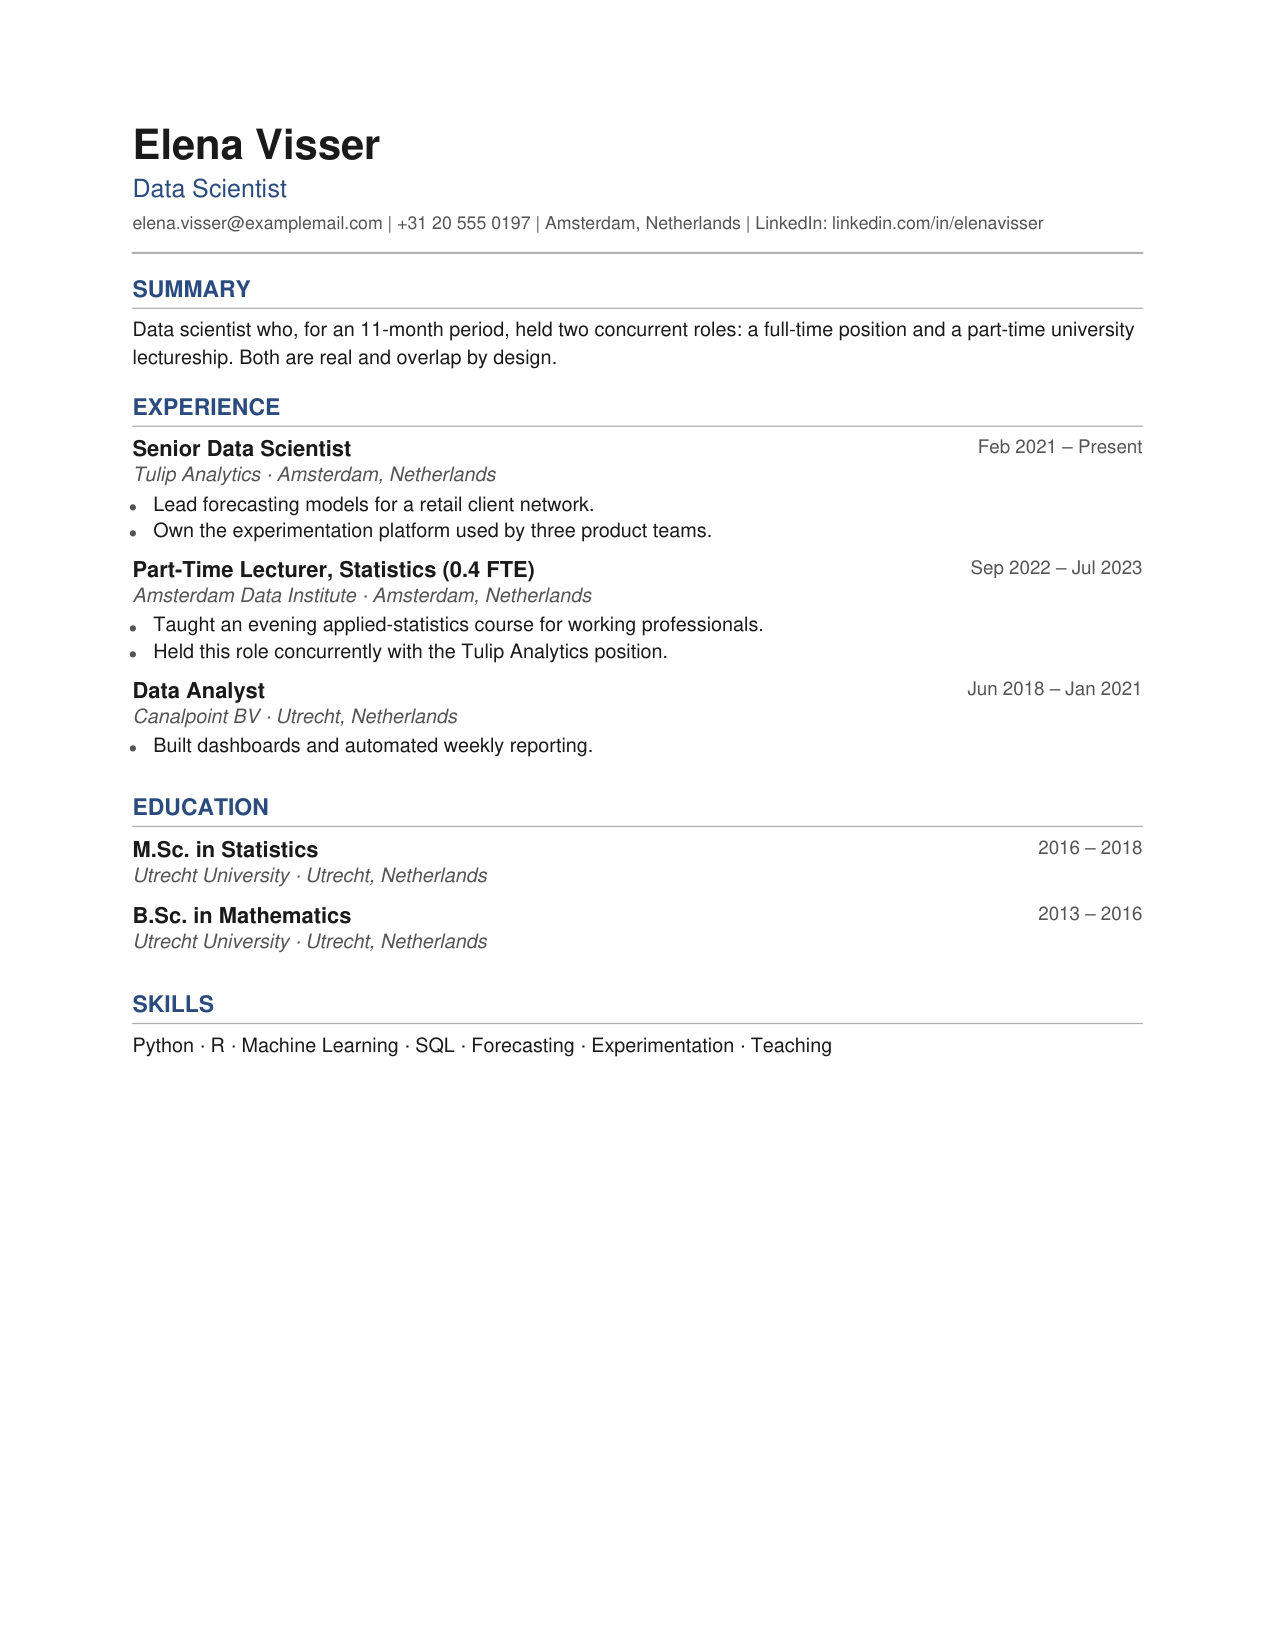 Elena Visser
Data Scientist
elena.visser@examplemail.com | +31 20 555 0197 | Amsterdam, Netherlands | LinkedIn: linkedin.com/in/elenavisser
SUMMARY
Data scientist who, for an 11-month period, held two concurrent roles: a full-time position and a part-time university
lectureship. Both are real and overlap by design.
EXPERIENCE
Senior Data Scientist Feb 2021 – Present
Tulip Analytics · Amsterdam, Netherlands
• Lead forecasting models for a retail client network.
• Own the experimentation platform used by three product teams.
Part-Time Lecturer, Statistics (0.4 FTE) Sep 2022 – Jul 2023
Amsterdam Data Institute · Amsterdam, Netherlands
• Taught an evening applied-statistics course for working professionals.
• Held this role concurrently with the Tulip Analytics position.
Data Analyst Jun 2018 – Jan 2021
Canalpoint BV · Utrecht, Netherlands
• Built dashboards and automated weekly reporting.
EDUCATION
M.Sc. in Statistics 2016 – 2018
Utrecht University · Utrecht, Netherlands
B.Sc. in Mathematics 2013 – 2016
Utrecht University · Utrecht, Netherlands
SKILLS
Python · R · Machine Learning · SQL · Forecasting · Experimentation · Teaching